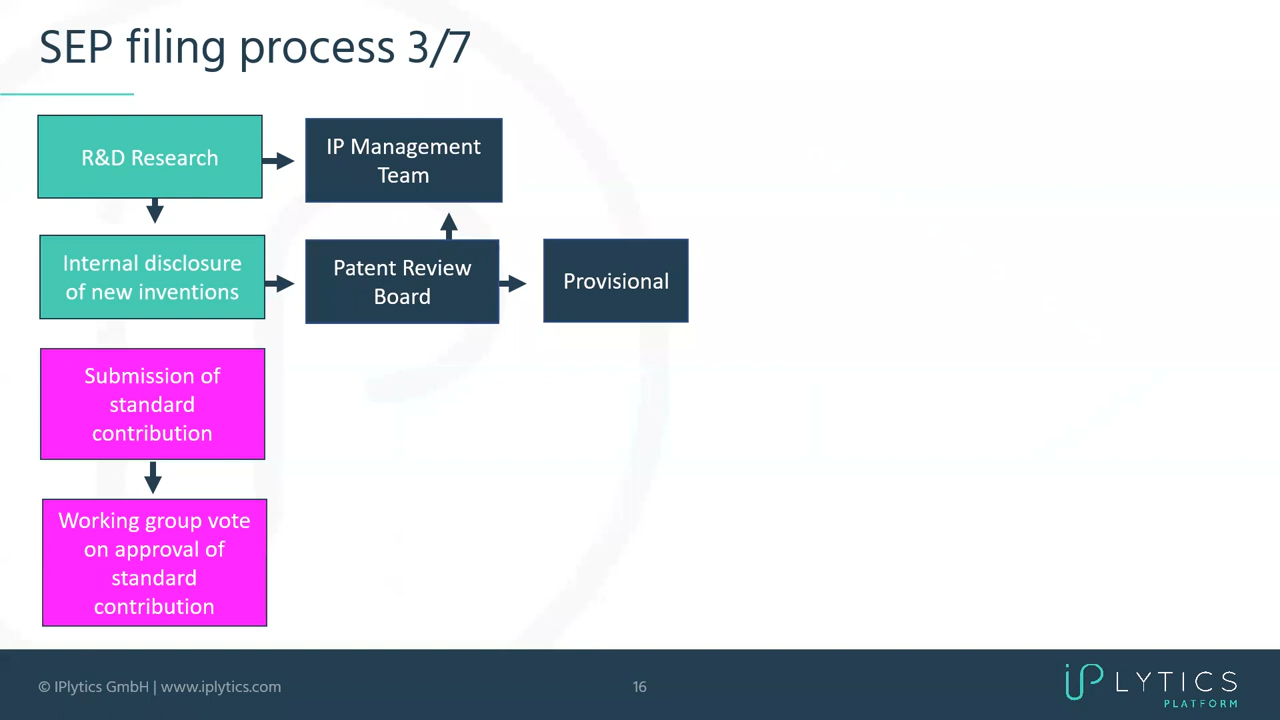 SEP filing process 3/7
R&D Research
IP Management
Team
Internal disclosure
of new inventions
Patent Review
Board
Provisional
Submission of
standard
contribution
Working group vote
on approval of
standard
contribution
© IPlytics GmbH | www.iplytics.com
16
iPLYTICS
PLATFORM